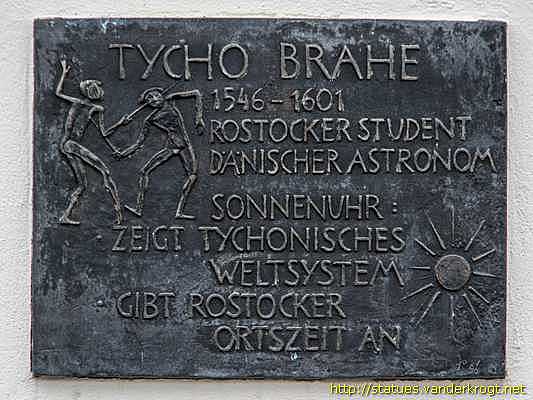 TYCHO BRAHE
1546-1601
ROSTOCKER STUDENT
DÄNISCHER ASTRONOM
SONNENUHR:
ZEIGT TYCHONISCHES
WELTSYSTEM
GIBT ROSTOCKER
ORTSZEIT AN
http://statues.vanderkrogt.net